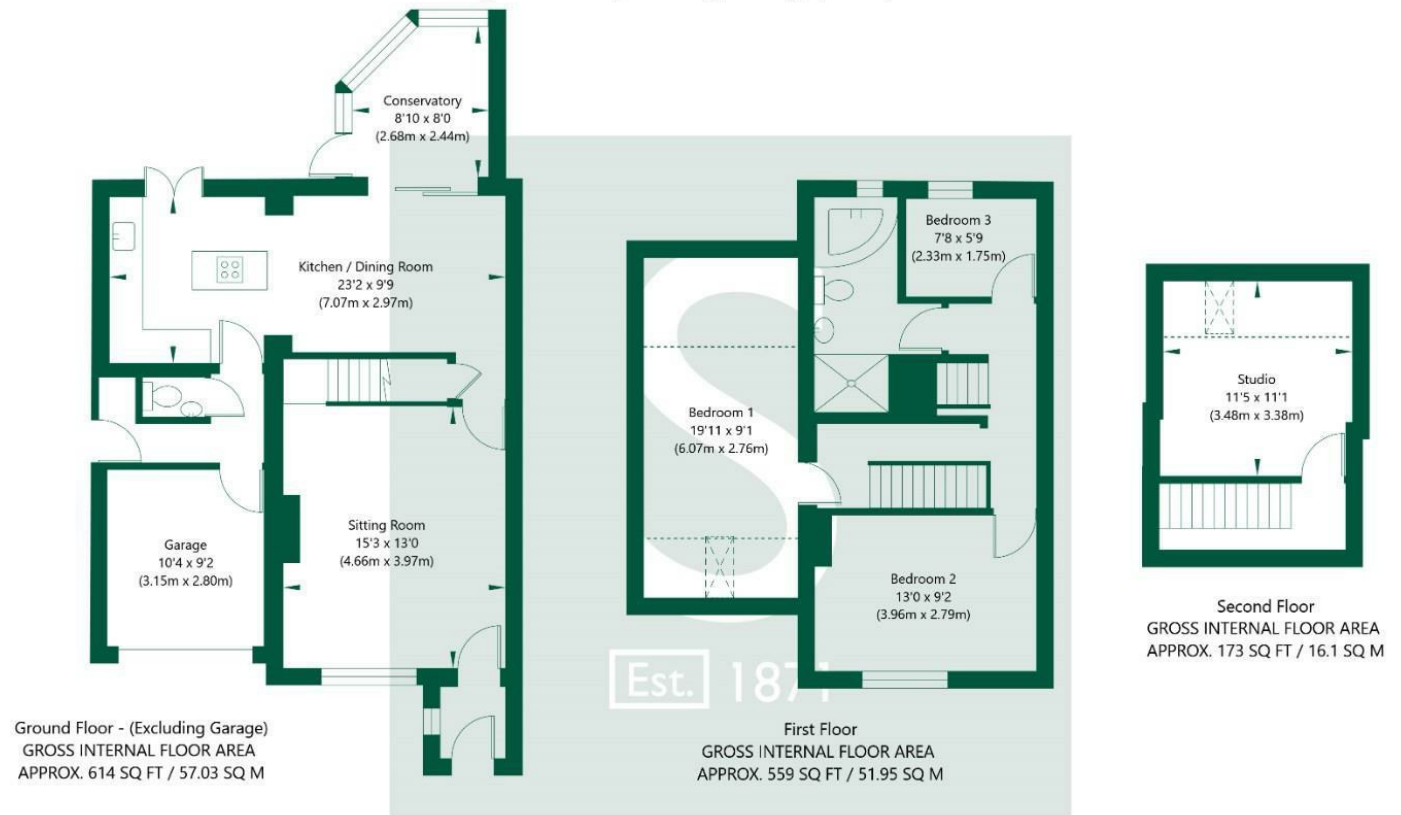 Conservatory
8'10 x 8'0
(2.68m x 2.44m)
Kitchen / Dining Room
23'2 x 9'9
(7.07m x 2.97m)
Sitting Room
15'3 x 13'0
(4.66m x 3.97m)
Garage
10'4 x 9'2
(3.15m x 2.80m)
Ground Floor - (Excluding Garage)
GROSS INTERNAL FLOOR AREA
APPROX. 614 SQ FT / 57.03 SQ M
Bedroom 3
7'8 x 5'9
(2.33m x 1.75m)
Bedroom 1
19'11 x 9'1
(6.07m x 2.76m)
Bedroom 2
13'0 x 9'2
(3.96m x 2.79m)
Est. 1871
First Floor
GROSS INTERNAL FLOOR AREA
APPROX. 559 SQ FT / 51.95 SQ M
Studio
11'5 x 11'1
(3.48m x 3.38m)
Second Floor
GROSS INTERNAL FLOOR AREA
APPROX. 173 SQ FT / 16.1 SQ M